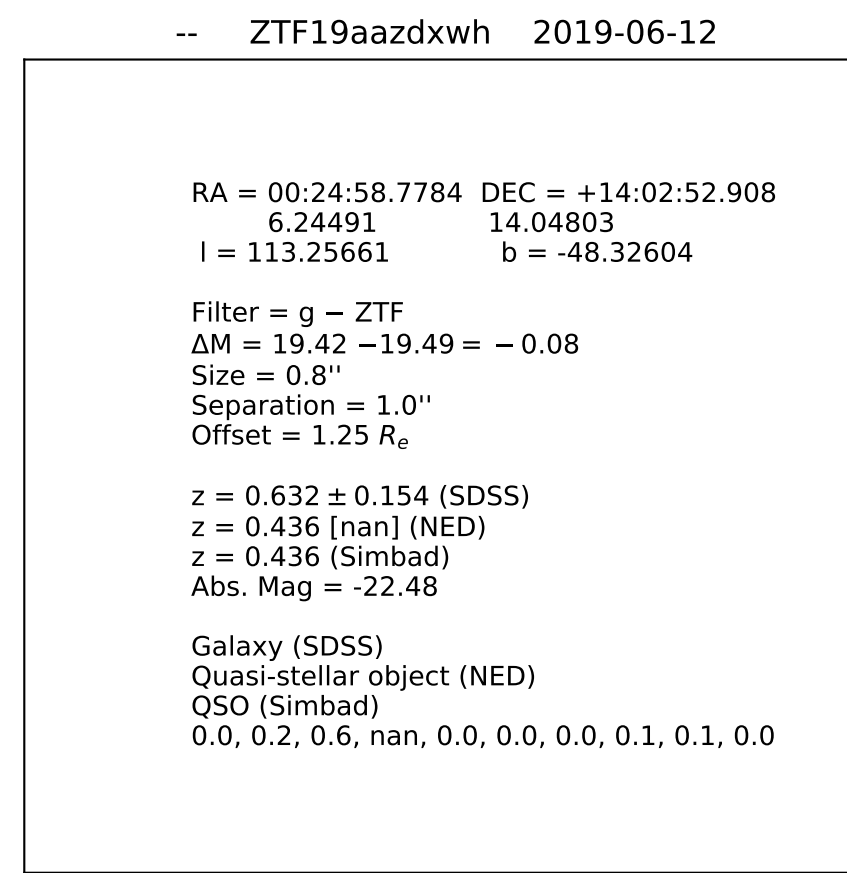 -- ZTF19aazdxwh 2019-06-12
RA = 00:24:58.7784 DEC = +14:02:52.908
6.24491 14.04803
l = 113.25661 b = -48.32604
Filter = g − ZTF
ΔM = 19.42 −19.49 = − 0.08
Size = 0.8''
Separation = 1.0''
Offset = 1.25 Rₑ
z = 0.632 ± 0.154 (SDSS)
z = 0.436 [nan] (NED)
z = 0.436 (Simbad)
Abs. Mag = -22.48
Galaxy (SDSS)
Quasi-stellar object (NED)
QSO (Simbad)
0.0, 0.2, 0.6, nan, 0.0, 0.0, 0.0, 0.1, 0.1, 0.0